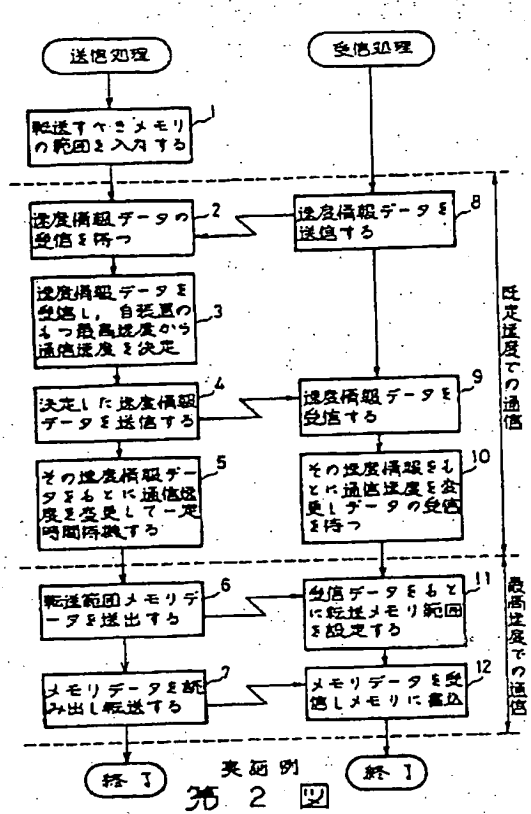 送信処理
受信処理
1
転送すべきメモリ
の範囲を入力する
2
速度情報データの
受信を待つ
8
速度情報データを
送信する
3
速度情報データを
受信し,自装置の
もつ最高速度から
通信速度を決定
4
決定した速度情報
データを送信する
9
速度情報データを
受信する
5
その速度情報デー
タをもとに通信速
度を変更して一定
時間待機する
10
その速度情報をも
とに通信速度を変
更しデータの受信
を待つ
既定速度での通信
6
転送範囲メモリデ
ータを送出する
11
受信データをもと
に転送メモリ範囲
を設定する
7
メモリデータを読
み出し転送する
12
メモリデータを受
信しメモリに書込
最高速度での通信
終了
終了
実施例
第2図